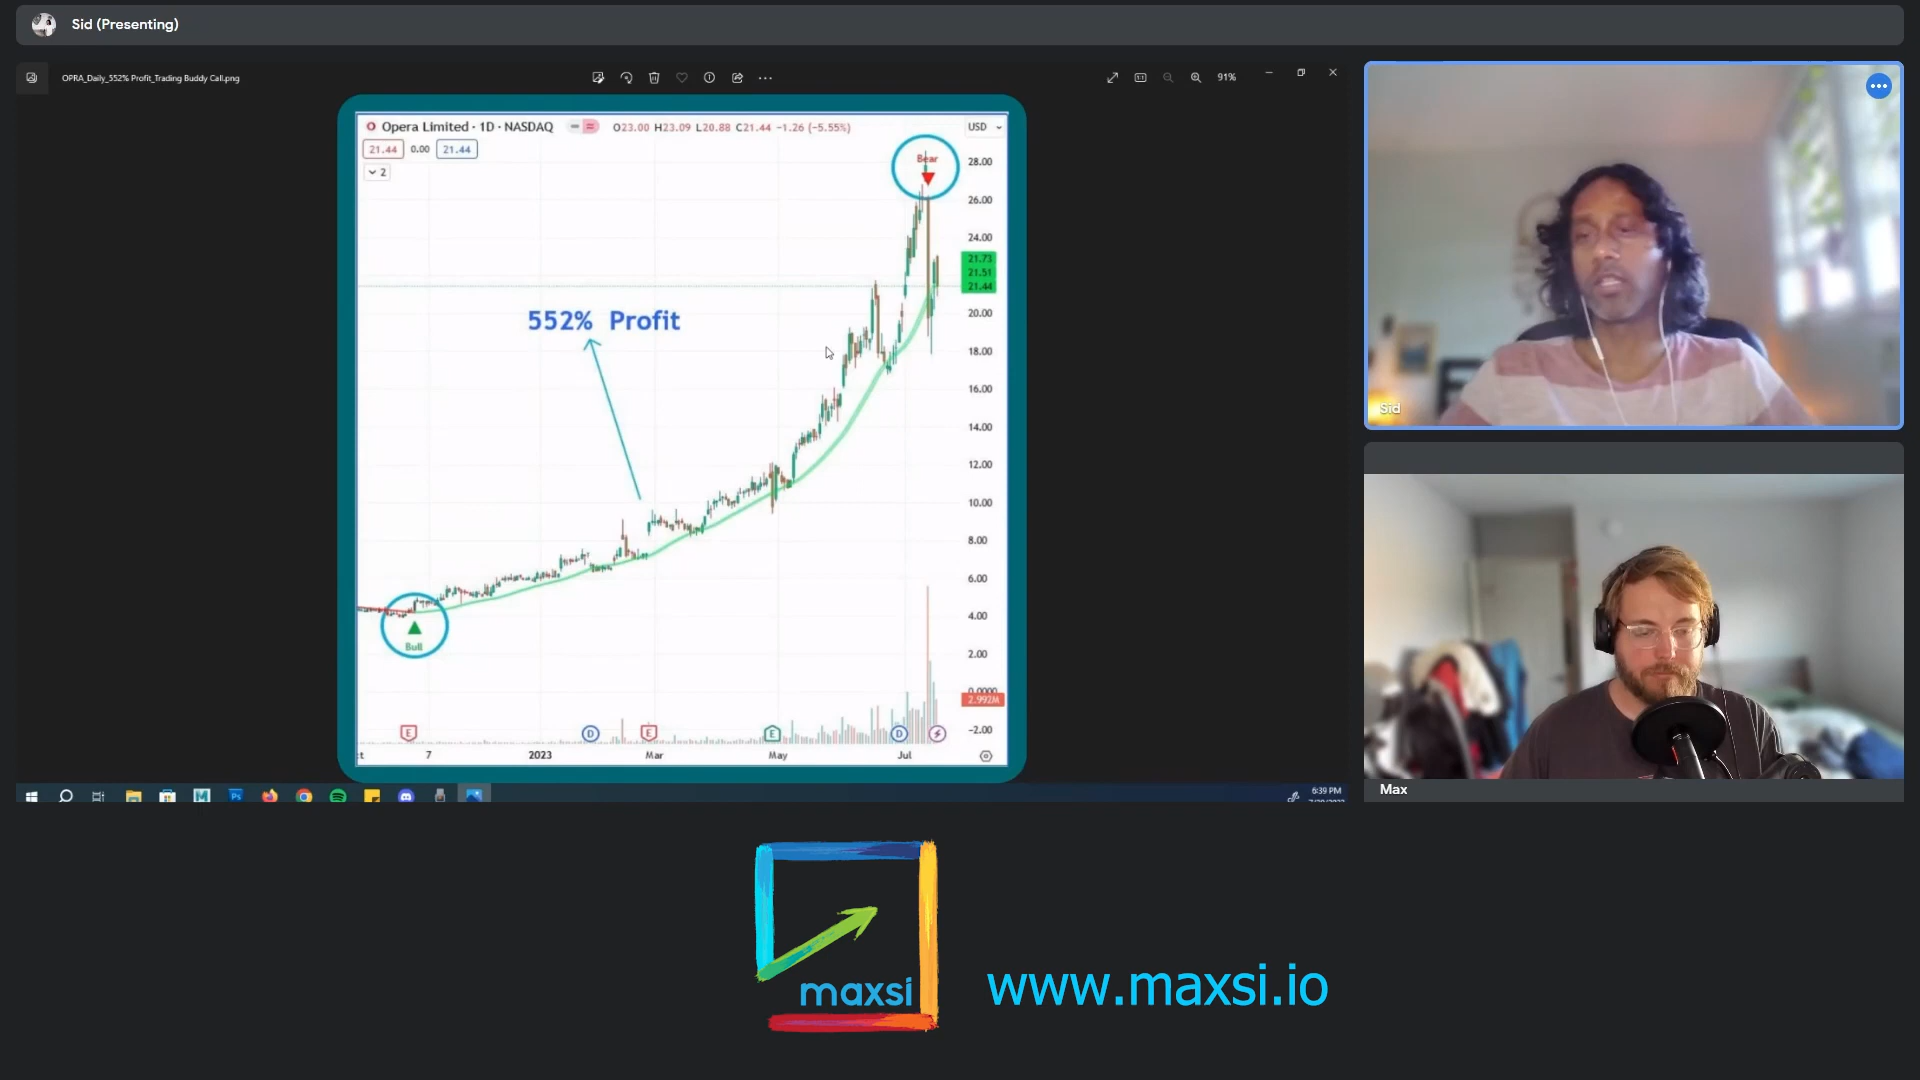 Sid (Presenting)
OPRA_Daily_552% Profit_Trading Buddy Call.png
91%
Opera Limited · 1D · NASDAQ
O23.00 H23.09 L20.88 C21.44 −1.26 (−5.55%)
USD
21.44 0.00 21.44
2
Bear
28.00
26.00
24.00
21.73
21.51
21.44
552% Profit
20.00
18.00
16.00
14.00
12.00
10.00
8.00
6.00
4.00
Bull
2.00
0.0000
2.992M
−2.00
E
D
E
E
D
7
2023
Mar
May
Jul
6:39 PM
Sid
Max
maxsi
www.maxsi.io